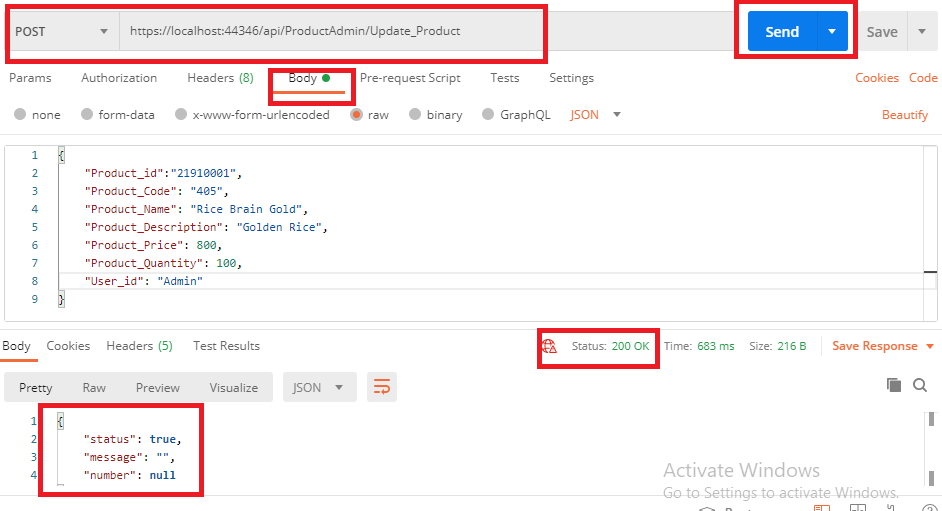 POST https://localhost:44346/api/ProductAdmin/Update_Product Send Save
Params Authorization Headers (8) Body Pre-request Script Tests Settings Cookies Code
none form-data x-www-form-urlencoded raw binary GraphQL JSON Beautify
1 {
2 "Product_id":"21910001",
3 "Product_Code": "405",
4 "Product_Name": "Rice Brain Gold",
5 "Product_Description": "Golden Rice",
6 "Product_Price": 800,
7 "Product_Quantity": 100,
8 "User_id": "Admin"
9 }
Body Cookies Headers (5) Test Results Status: 200 OK Time: 683 ms Size: 216 B Save Response
Pretty Raw Preview Visualize JSON
1 {
2 "status": true,
3 "message": "",
4 "number": null
Activate Windows
Go to Settings to activate Windows.